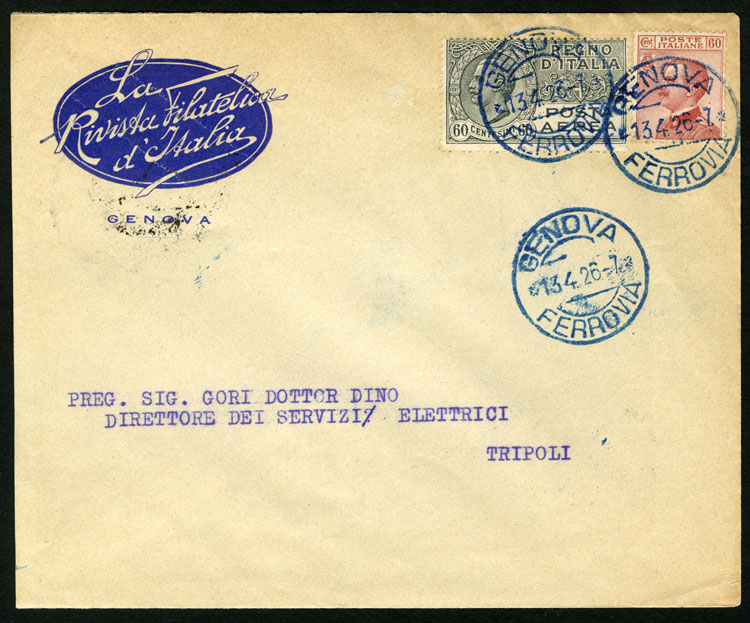 La
Rivista Filatelica
d'Italia
GENOVA
REGNO
D'ITALIA
POSTA
AEREA
60 CENTESIMI 60
POSTE
ITALIANE
60
GENOVA
*13.4.26-7*
FERROVIA
GENOVA
*13.4.26-7*
FERROVIA
GENOVA
*13.4.26-7*
FERROVIA
PREG. SIG. GORI DOTTOR DINO
DIRETTORE DEI SERVIZI/ ELETTRICI
TRIPOLI